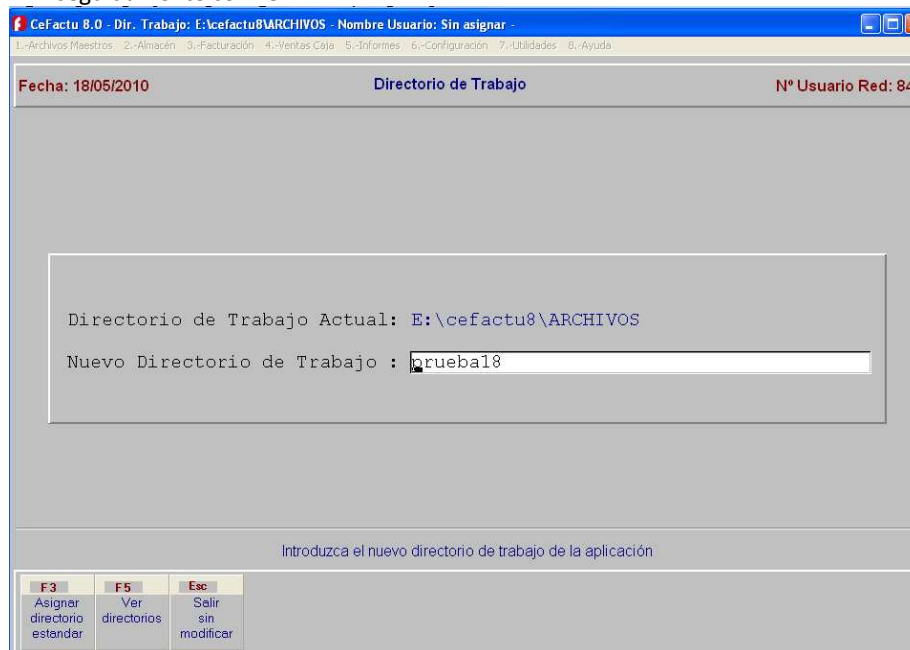 CeFactu 8.0 - Dir. Trabajo: E:\cefactu8\ARCHIVOS - Nombre Usuario: Sin asignar -
1.-Archivos Maestros 2.-Almacén 3.-Facturación 4.-Ventas Caja 5.-Informes 6.-Configuración 7.-Utilidades 8.-Ayuda
Fecha: 18/05/2010 Directorio de Trabajo Nº Usuario Red: 84
Directorio de Trabajo Actual: E:\cefactu8\ARCHIVOS
Nuevo Directorio de Trabajo : prueba18
Introduzca el nuevo directorio de trabajo de la aplicación
F3 F5 Esc
Asignar Ver Salir
directorio directorios sin
estandar modificar